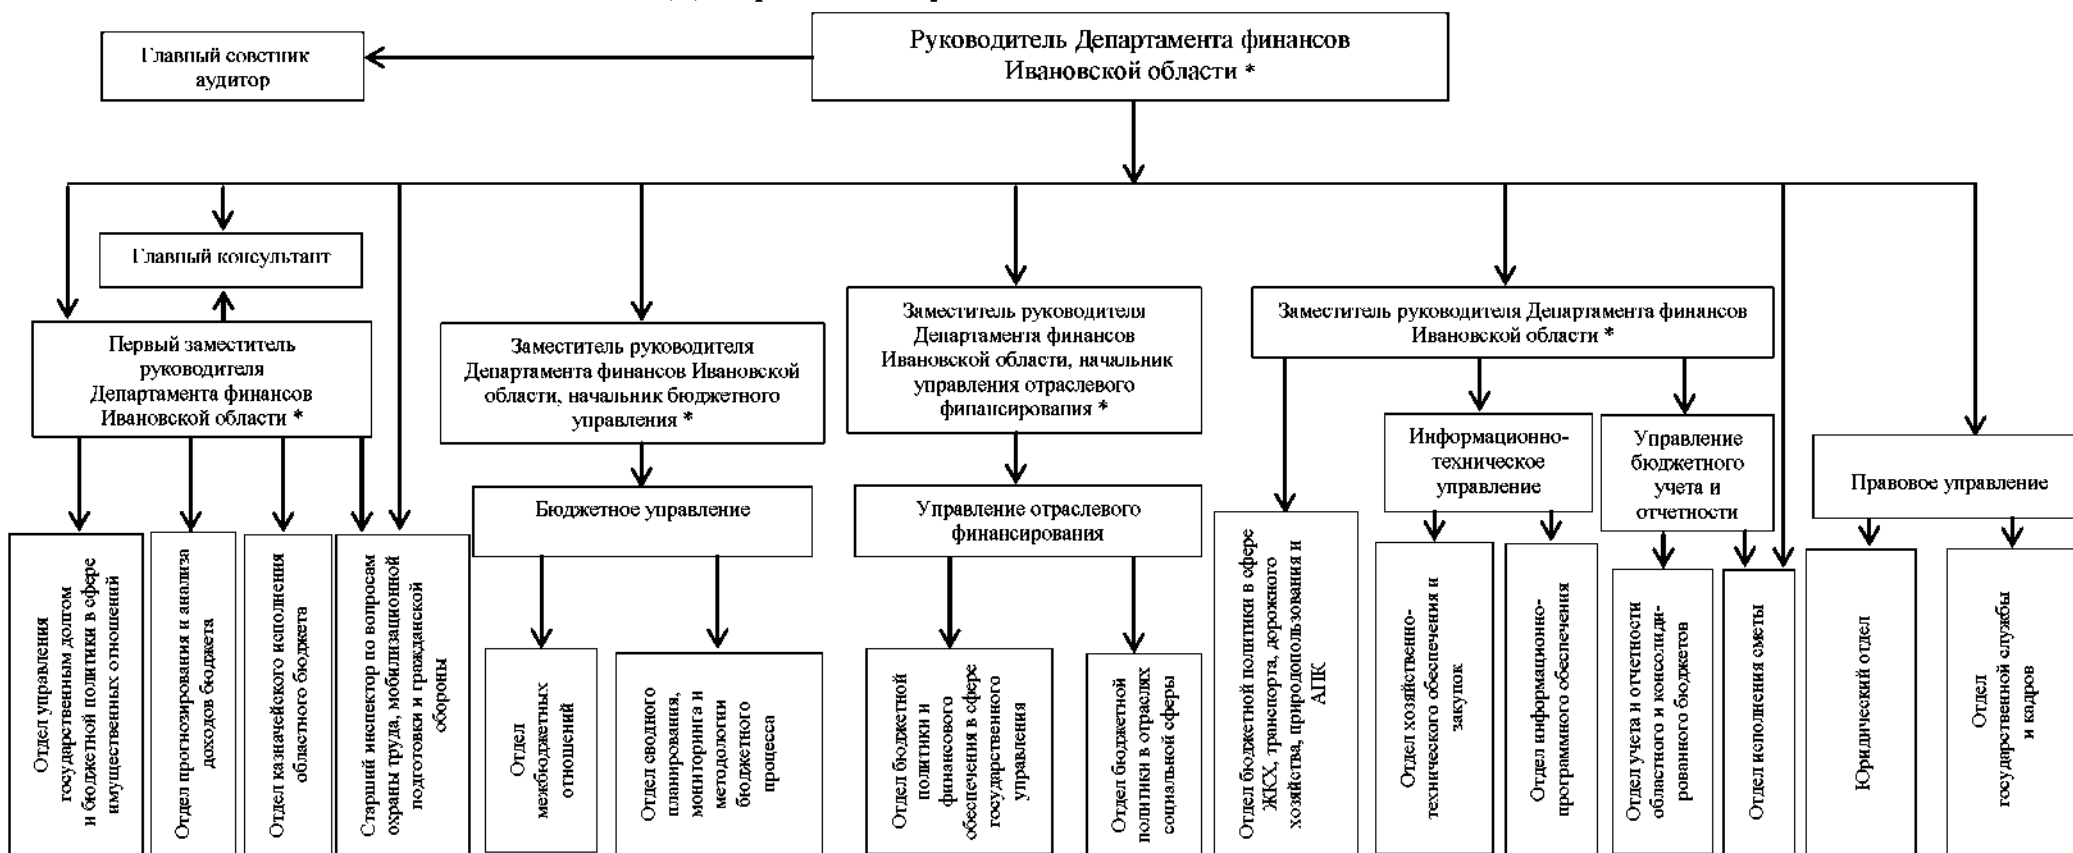 Главный советник
аудитор
Руководитель Департамента финансов
Ивановской области *
Главный консультант
Первый заместитель
руководителя
Департамента финансов
Ивановской области *
Заместитель руководителя
Департамента финансов Ивановской
области, начальник бюджетного
управления *
Заместитель руководителя
Департамента финансов
Ивановской области, начальник
управления отраслевого
финансирования *
Заместитель руководителя Департамента финансов
Ивановской области *
Информационно-
техническое
управление
Управление
бюджетного
учета и
отчетности
Правовое управление
Бюджетное управление
Управление отраслевого
финансирования
Отдел управления
государственным долгом
и бюджетной политики в сфере
имущественных отношений
Отдел прогнозирования и анализа
доходов бюджета
Отдел казначейского исполнения
областного бюджета
Старший инспектор по вопросам
охраны труда, мобилизационной
подготовки и гражданской
обороны
Отдел
межбюджетных
отношений
Отдел сводного
планирования,
мониторинга и
методологии
бюджетного
процесса
Отдел бюджетной
политики и
финансового
обеспечения в сфере
государственного
управления
Отдел бюджетной
политики в отраслях
социальной сферы
Отдел бюджетной политики в сфере
ЖКХ, транспорта, дорожного
хозяйства, природопользования и
АПК
Отдел хозяйственно-
технического обеспечения и
закупок
Отдел информационно-
программного обеспечения
Отдел учета и отчетности
областного и консолиди-
рованного бюджетов
Отдел исполнения сметы
Юридический отдел
Отдел
государственной службы
и кадров